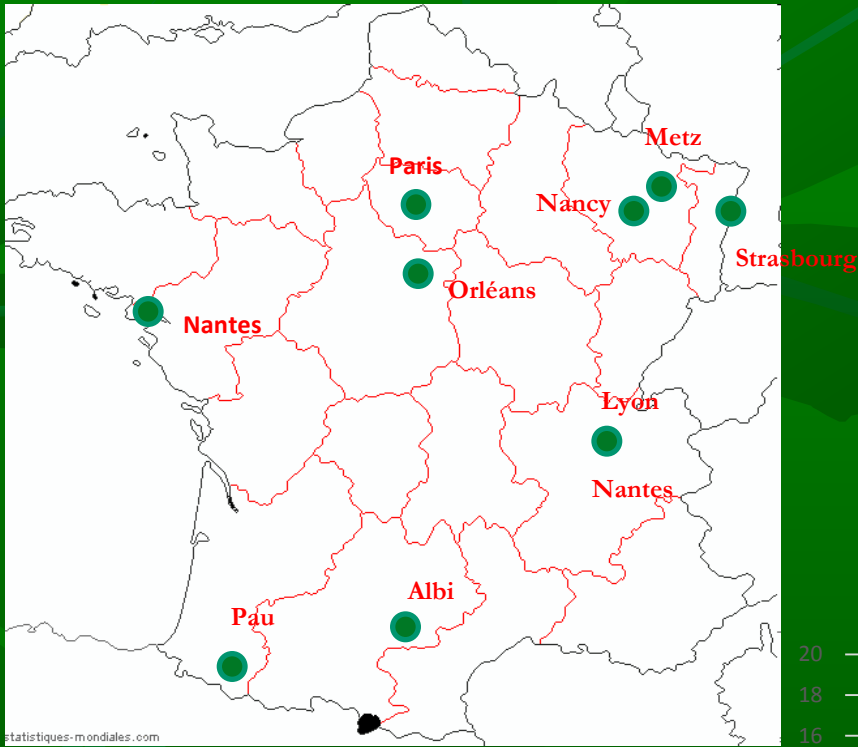 Metz
Paris
Nancy
Strasbourg
Orléans
Nantes
Lyon
Nantes
Albi
Pau
20
18
16
statistiques-mondiales.com